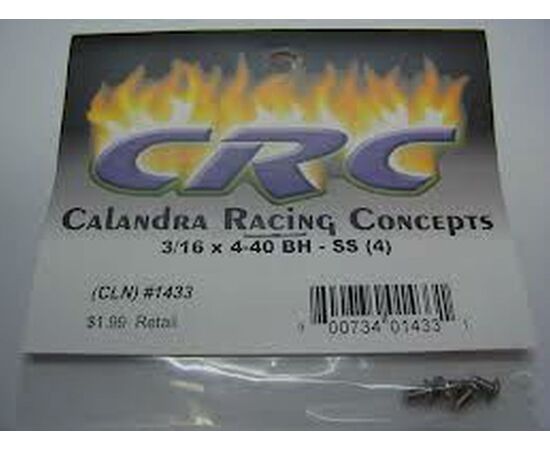 CRC
CALANDRA RACING CONCEPTS
3/16 x 4-40 BH - SS (4)
(CLN) #1433
$1.99 Retail
00734 01433 1